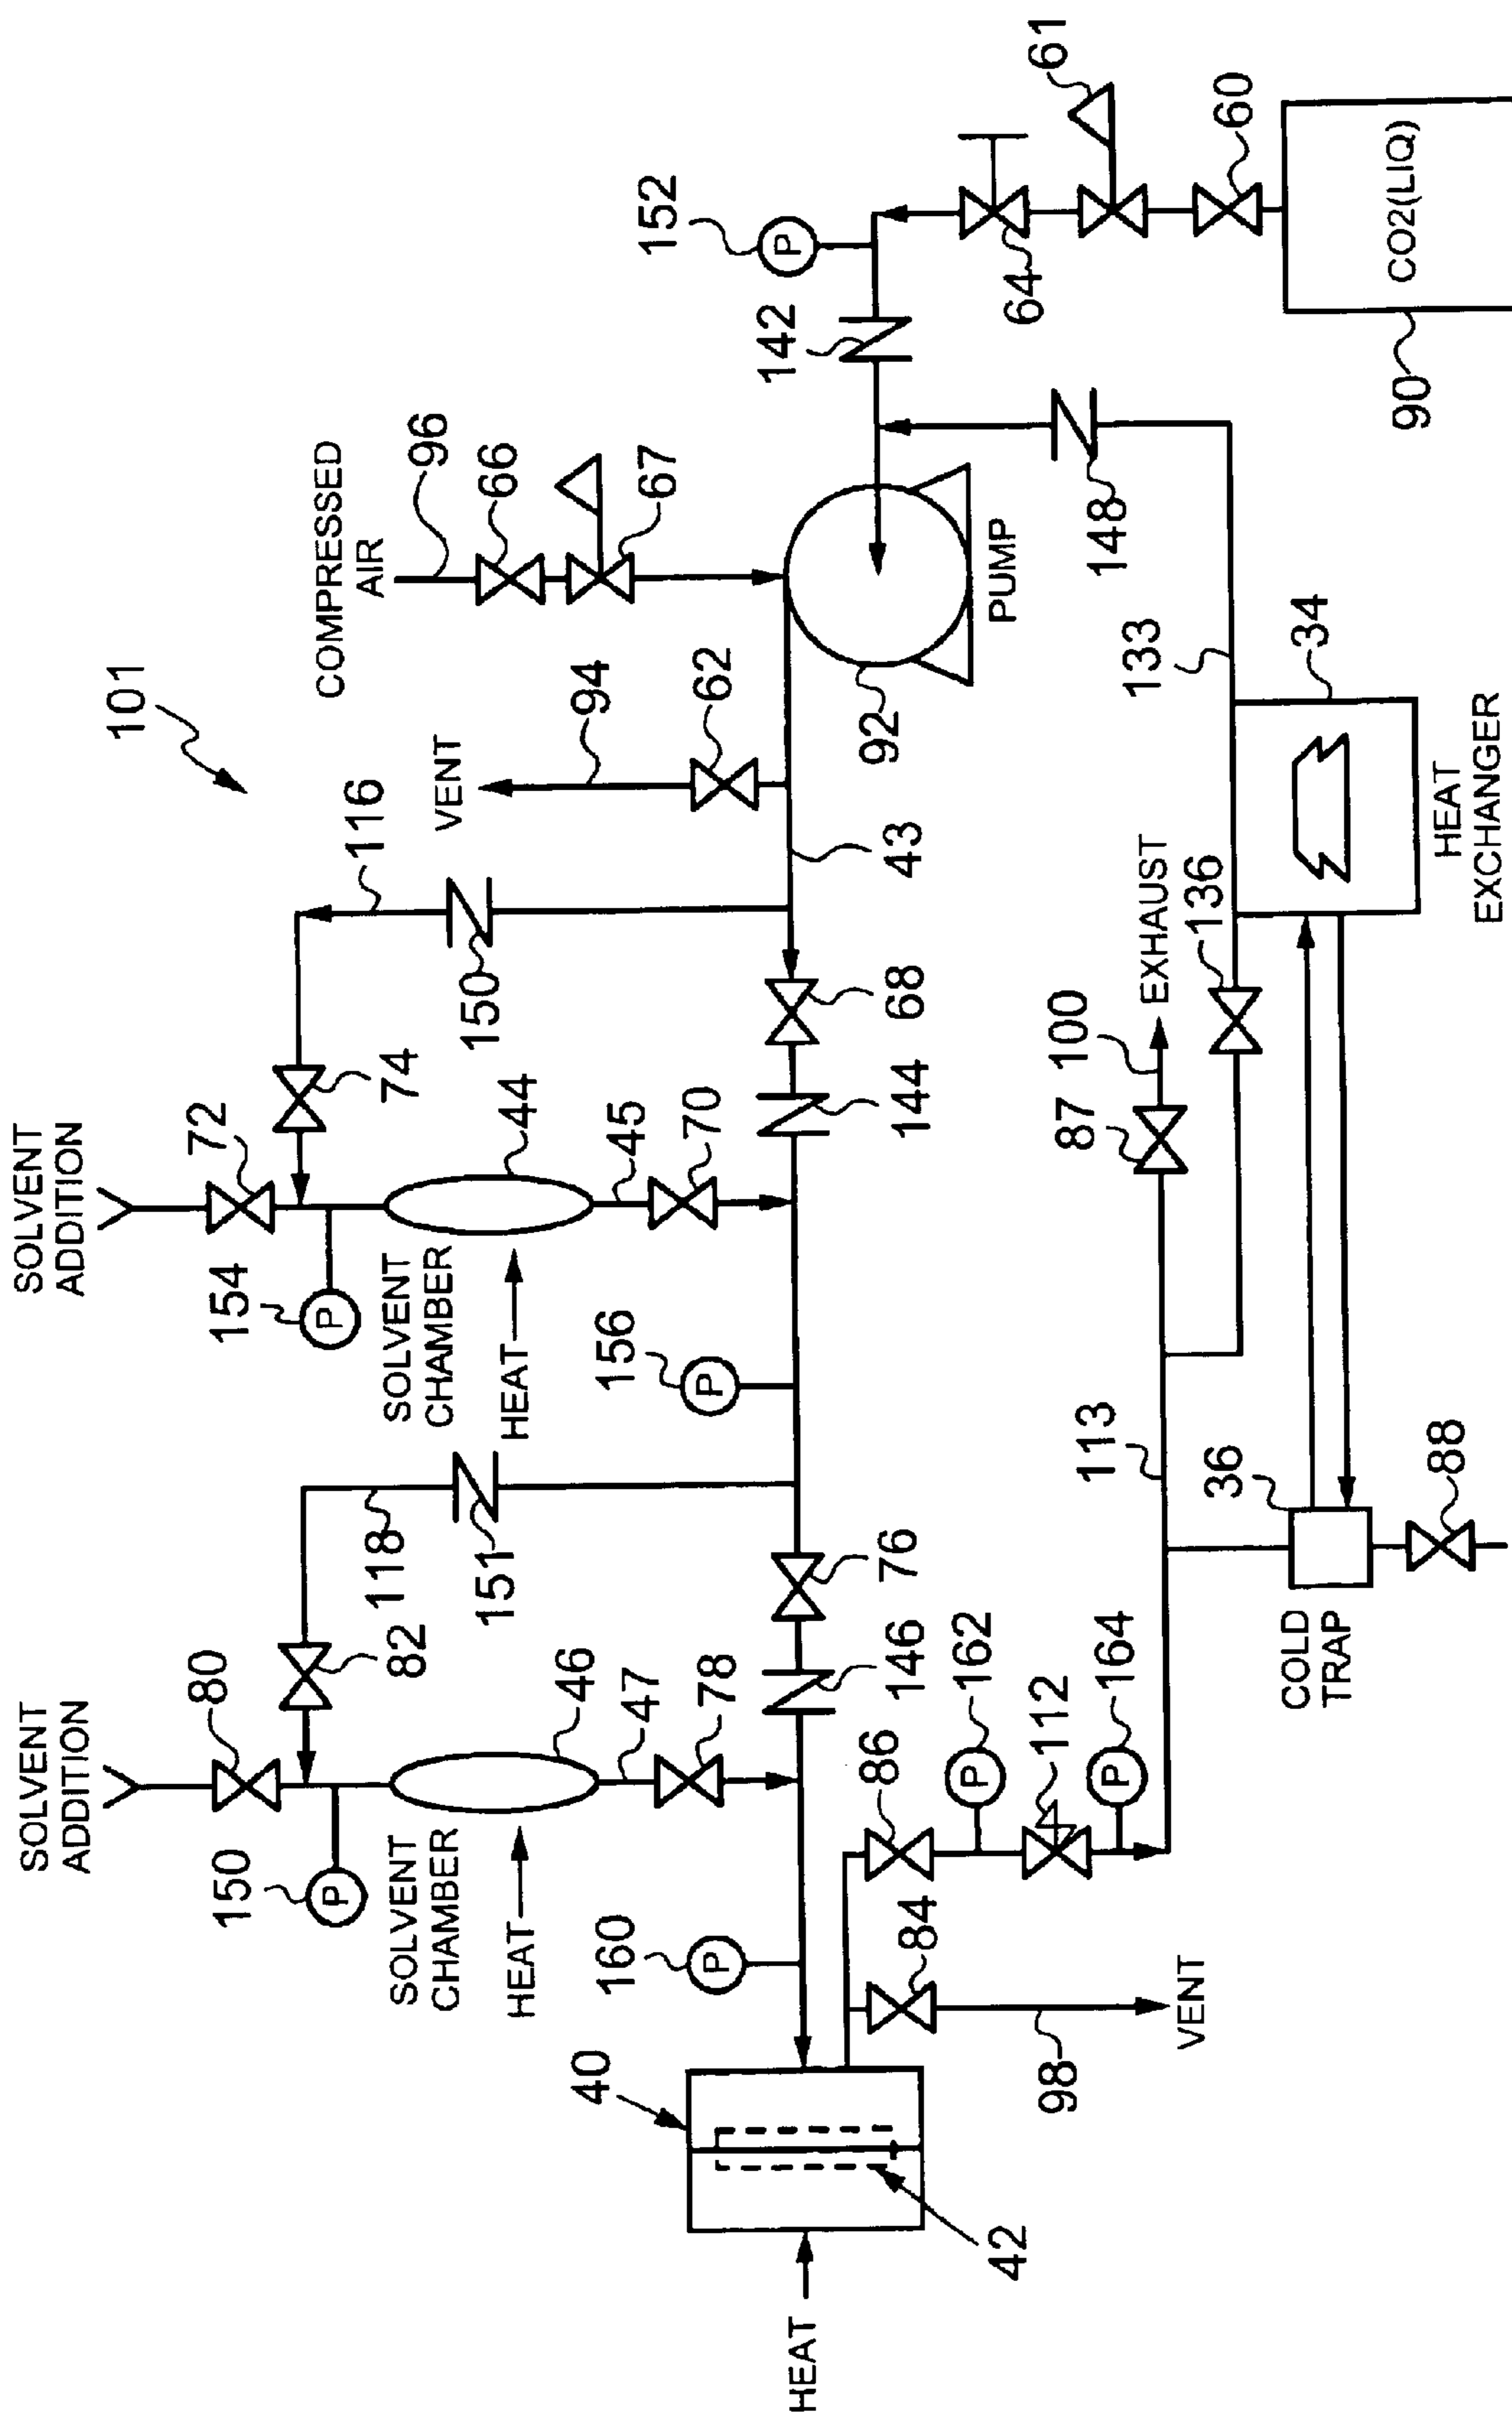 101
SOLVENT
ADDITION
SOLVENT
ADDITION
COMPRESSED
AIR
96
66
67
VENT
94
62
116
150
74
72
154
P
SOLVENT
CHAMBER
HEAT
44
45
70
118
151
82
80
150
P
SOLVENT
CHAMBER
HEAT
46
47
78
160
P
156
P
76
146
144
68
43
92
PUMP
142
152
P
64
61
60
CO2(LIQ)
90
148
133
34
HEAT
EXCHANGER
136
EXHAUST
100
87
113
36
COLD
TRAP
88
86
162
P
112
164
P
84
98
VENT
40
42
HEAT